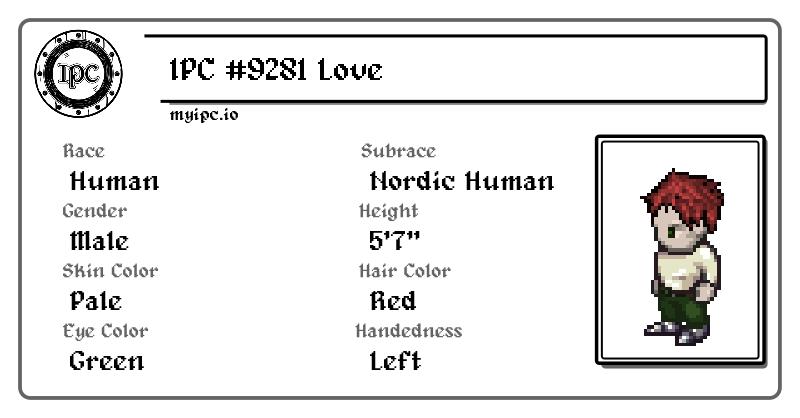 IPC
IPC #9281 Love
myipc.io
Race
Human
Subrace
Nordic Human
Gender
Male
Height
5'7"
Skin Color
Pale
Hair Color
Red
Eye Color
Green
Handedness
Left